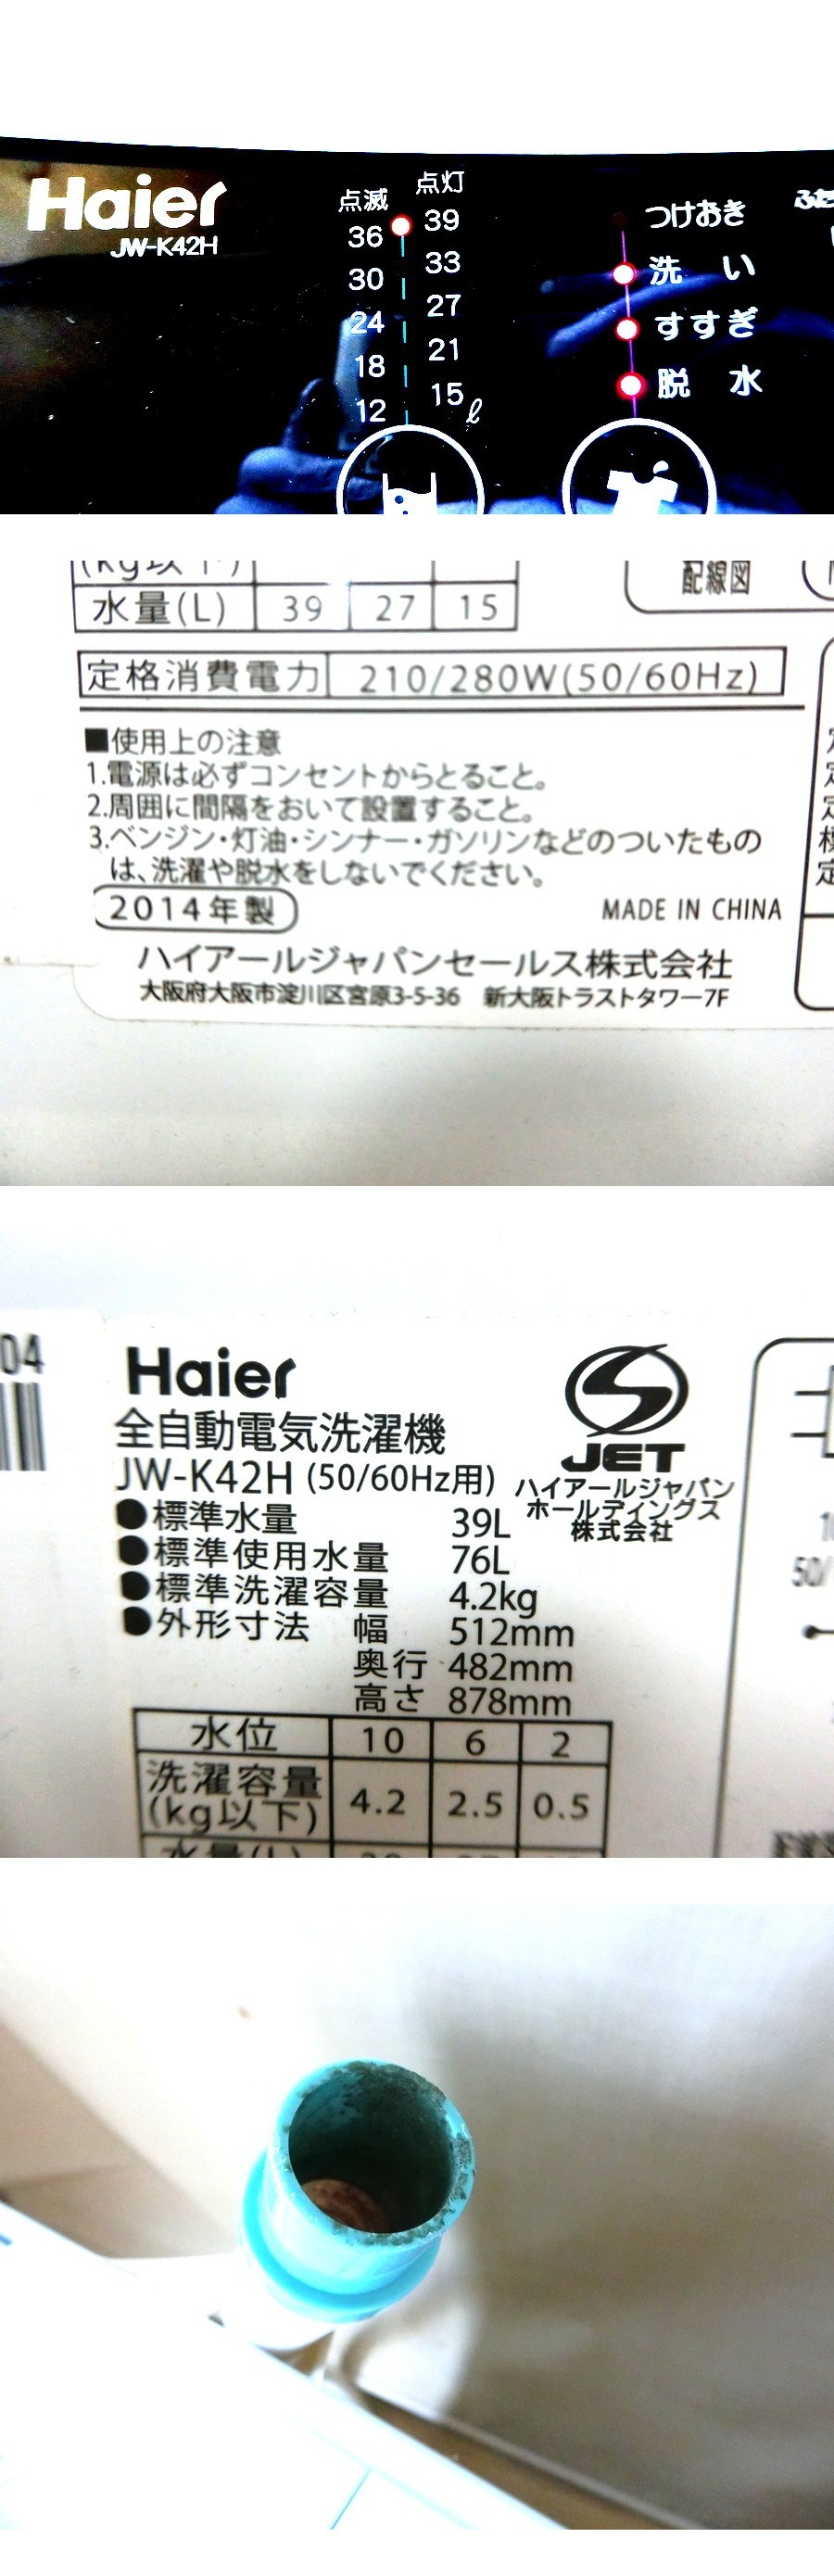 Haier
JW-K42H
点滅 点灯
36 39
30 33
24 27
18 21
12 15 ℓ
つけおき
洗 い
すすぎ
脱 水
(kg以下)
水量(L) 39 27 15
配線図
定格消費電力 210/280W(50/60Hz)
■使用上の注意
1.電源は必ずコンセントからとること。
2.周囲に間隔をおいて設置すること。
3.ベンジン・灯油・シンナー・ガソリンなどのついたもの
は、洗濯や脱水をしないでください。
2014年製 MADE IN CHINA
ハイアールジャパンセールス株式会社
大阪府大阪市淀川区宮原3-5-36 新大阪トラストタワー7F
04
Haier
全自動電気洗濯機
JW-K42H (50/60Hz用)
JET
ハイアールジャパン
ホールディングス
株式会社
●標準水量 39L
●標準使用水量 76L
●標準洗濯容量 4.2kg
●外形寸法 幅 512mm
奥行 482mm
高さ 878mm
水位 10 6 2
洗濯容量
(kg以下) 4.2 2.5 0.5
水量(L)